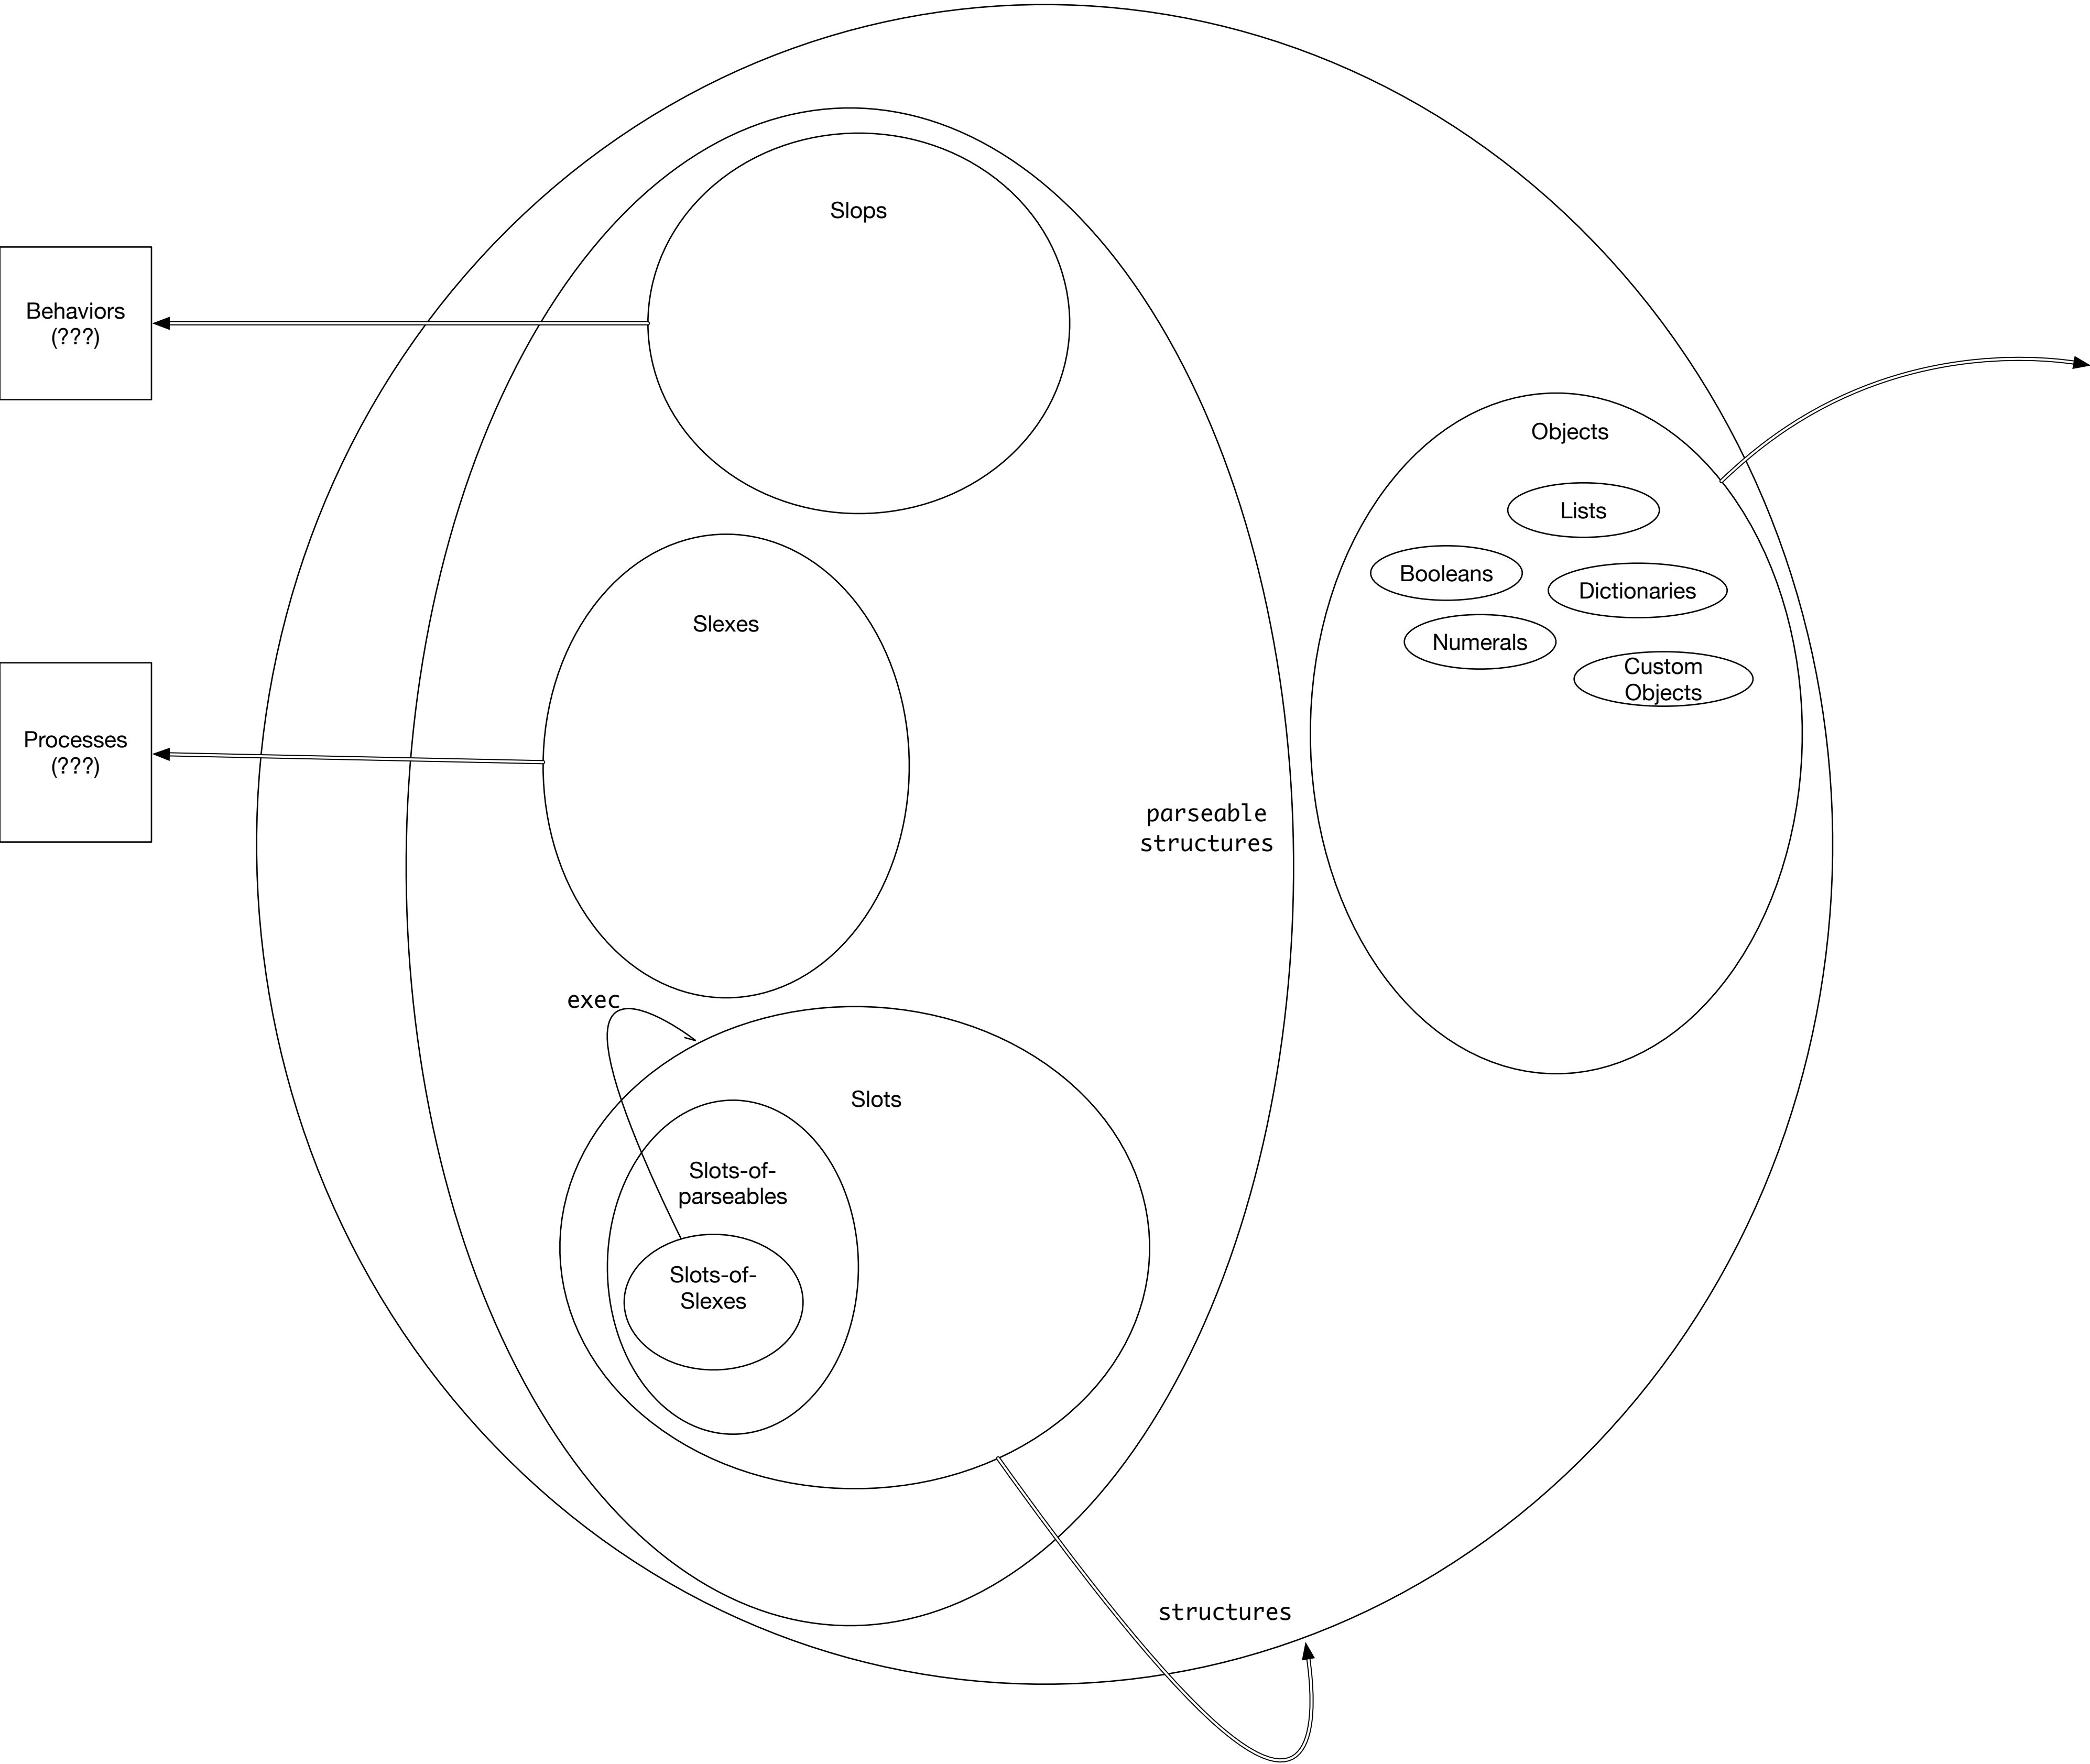 Slops
Behaviors
(???)
Objects
Lists
Booleans
Dictionaries
Numerals
Custom
Objects
Slexes
Processes
(???)
parseable
structures
exec
Slots
Slots-of-
parseables
Slots-of-
Slexes
structures